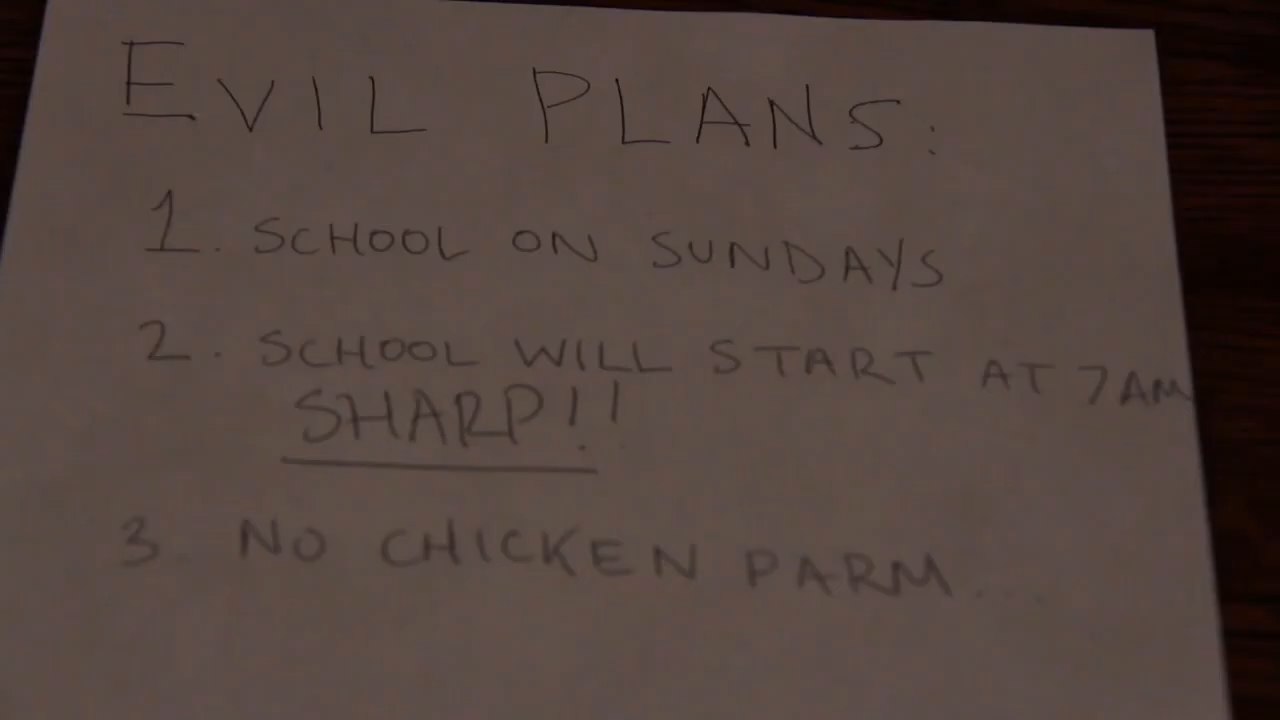 EVIL PLANS:
1. SCHOOL ON SUNDAYS
2. SCHOOL WILL START AT 7AM
SHARP!!
3. NO CHICKEN PARM...